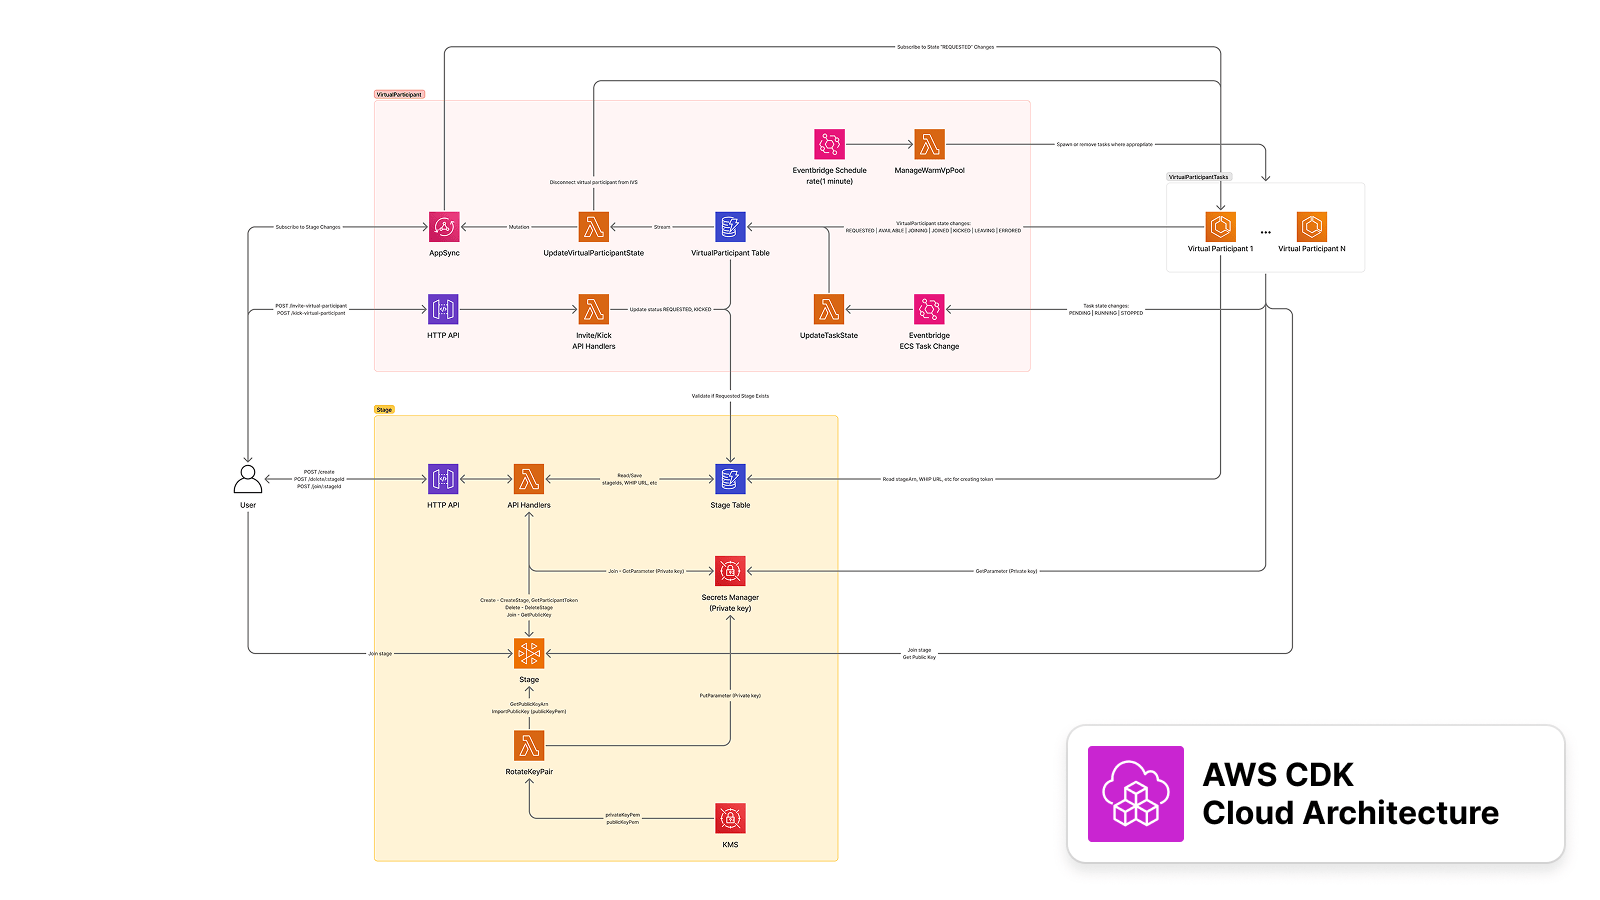 Subscribe to State "REQUESTED" Changes
VirtualParticipant
Eventbridge Schedule
rate(1 minute)
ManageWarmVpPool
Spawn or remove tasks where appropriate
Disconnect virtual participant from IVS
VirtualParticipantTasks
Subscribe to Stage Changes
AppSync
Mutation
UpdateVirtualParticipantState
Stream
VirtualParticipant Table
VirtualParticipant state changes:
REQUESTED | AVAILABLE | JOINING | JOINED | KICKED | LEAVING | ERRORED
Virtual Participant 1
...
Virtual Participant N
POST /invite-virtual-participant
POST /kick-virtual-participant
HTTP API
Invite/Kick
API Handlers
Update status REQUESTED, KICKED
UpdateTaskState
Eventbridge
ECS Task Change
Task state changes:
PENDING | RUNNING | STOPPED
Validate if Requested Stage Exists
Stage
User
POST /create
POST /delete/:stageId
POST /join/:stageId
HTTP API
API Handlers
Read/Save
stageIds, WHIP URL, etc
Stage Table
Read stageArn, WHIP URL, etc for creating token
Join - GetParameter (Private key)
Secrets Manager
(Private key)
GetParameter (Private key)
Create - CreateStage, GetParticipantToken
Delete - DeleteStage
Join - GetPublicKey
Join stage
Stage
Join stage
Get Public Key
GetPublicKeyArn
ImportPublicKey (publicKeyPem)
PutParameter (Private key)
RotateKeyPair
privateKeyPem
publicKeyPem
KMS
AWS CDK
Cloud Architecture